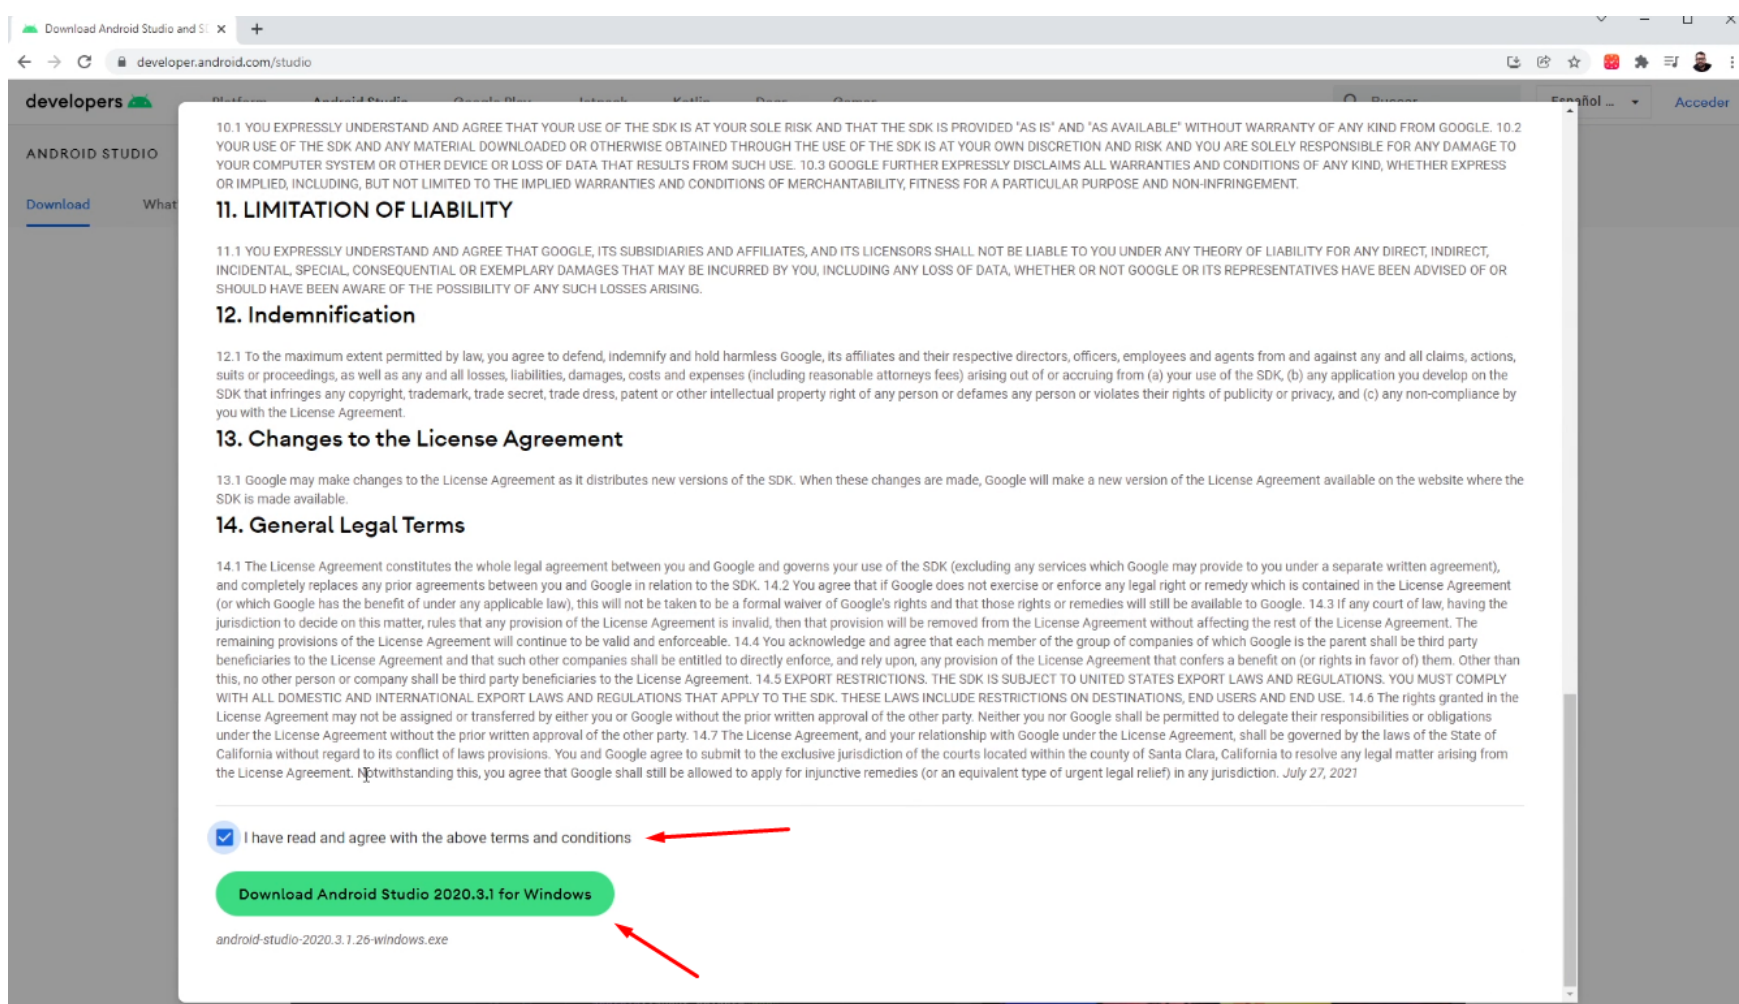 Download Android Studio and S
developer.android.com/studio
developers
Platform Android Studio Google Play Jetpack Kotlin Docs Games
Buscar
Español ...
Acceder
ANDROID STUDIO
Download
What
10.1 YOU EXPRESSLY UNDERSTAND AND AGREE THAT YOUR USE OF THE SDK IS AT YOUR SOLE RISK AND THAT THE SDK IS PROVIDED "AS IS" AND "AS AVAILABLE" WITHOUT WARRANTY OF ANY KIND FROM GOOGLE. 10.2
YOUR USE OF THE SDK AND ANY MATERIAL DOWNLOADED OR OTHERWISE OBTAINED THROUGH THE USE OF THE SDK IS AT YOUR OWN DISCRETION AND RISK AND YOU ARE SOLELY RESPONSIBLE FOR ANY DAMAGE TO
YOUR COMPUTER SYSTEM OR OTHER DEVICE OR LOSS OF DATA THAT RESULTS FROM SUCH USE. 10.3 GOOGLE FURTHER EXPRESSLY DISCLAIMS ALL WARRANTIES AND CONDITIONS OF ANY KIND, WHETHER EXPRESS
OR IMPLIED, INCLUDING, BUT NOT LIMITED TO THE IMPLIED WARRANTIES AND CONDITIONS OF MERCHANTABILITY, FITNESS FOR A PARTICULAR PURPOSE AND NON-INFRINGEMENT.
11. LIMITATION OF LIABILITY
11.1 YOU EXPRESSLY UNDERSTAND AND AGREE THAT GOOGLE, ITS SUBSIDIARIES AND AFFILIATES, AND ITS LICENSORS SHALL NOT BE LIABLE TO YOU UNDER ANY THEORY OF LIABILITY FOR ANY DIRECT, INDIRECT,
INCIDENTAL, SPECIAL, CONSEQUENTIAL OR EXEMPLARY DAMAGES THAT MAY BE INCURRED BY YOU, INCLUDING ANY LOSS OF DATA, WHETHER OR NOT GOOGLE OR ITS REPRESENTATIVES HAVE BEEN ADVISED OF OR
SHOULD HAVE BEEN AWARE OF THE POSSIBILITY OF ANY SUCH LOSSES ARISING.
12. Indemnification
12.1 To the maximum extent permitted by law, you agree to defend, indemnify and hold harmless Google, its affiliates and their respective directors, officers, employees and agents from and against any and all claims, actions,
suits or proceedings, as well as any and all losses, liabilities, damages, costs and expenses (including reasonable attorneys fees) arising out of or accruing from (a) your use of the SDK, (b) any application you develop on the
SDK that infringes any copyright, trademark, trade secret, trade dress, patent or other intellectual property right of any person or defames any person or violates their rights of publicity or privacy, and (c) any non-compliance by
you with the License Agreement.
13. Changes to the License Agreement
13.1 Google may make changes to the License Agreement as it distributes new versions of the SDK. When these changes are made, Google will make a new version of the License Agreement available on the website where the
SDK is made available.
14. General Legal Terms
14.1 The License Agreement constitutes the whole legal agreement between you and Google and governs your use of the SDK (excluding any services which Google may provide to you under a separate written agreement),
and completely replaces any prior agreements between you and Google in relation to the SDK. 14.2 You agree that if Google does not exercise or enforce any legal right or remedy which is contained in the License Agreement
(or which Google has the benefit of under any applicable law), this will not be taken to be a formal waiver of Google's rights and that those rights or remedies will still be available to Google. 14.3 If any court of law, having the
jurisdiction to decide on this matter, rules that any provision of the License Agreement is invalid, then that provision will be removed from the License Agreement without affecting the rest of the License Agreement. The
remaining provisions of the License Agreement will continue to be valid and enforceable. 14.4 You acknowledge and agree that each member of the group of companies of which Google is the parent shall be third party
beneficiaries to the License Agreement and that such other companies shall be entitled to directly enforce, and rely upon, any provision of the License Agreement that confers a benefit on (or rights in favor of) them. Other than
this, no other person or company shall be third party beneficiaries to the License Agreement. 14.5 EXPORT RESTRICTIONS. THE SDK IS SUBJECT TO UNITED STATES EXPORT LAWS AND REGULATIONS. YOU MUST COMPLY
WITH ALL DOMESTIC AND INTERNATIONAL EXPORT LAWS AND REGULATIONS THAT APPLY TO THE SDK. THESE LAWS INCLUDE RESTRICTIONS ON DESTINATIONS, END USERS AND END USE. 14.6 The rights granted in the
License Agreement may not be assigned or transferred by either you or Google without the prior written approval of the other party. Neither you nor Google shall be permitted to delegate their responsibilities or obligations
under the License Agreement without the prior written approval of the other party. 14.7 The License Agreement, and your relationship with Google under the License Agreement, shall be governed by the laws of the State of
California without regard to its conflict of laws provisions. You and Google agree to submit to the exclusive jurisdiction of the courts located within the county of Santa Clara, California to resolve any legal matter arising from
the License Agreement. Notwithstanding this, you agree that Google shall still be allowed to apply for injunctive remedies (or an equivalent type of urgent legal relief) in any jurisdiction. July 27, 2021
I have read and agree with the above terms and conditions
Download Android Studio 2020.3.1 for Windows
android-studio-2020.3.1.26-windows.exe